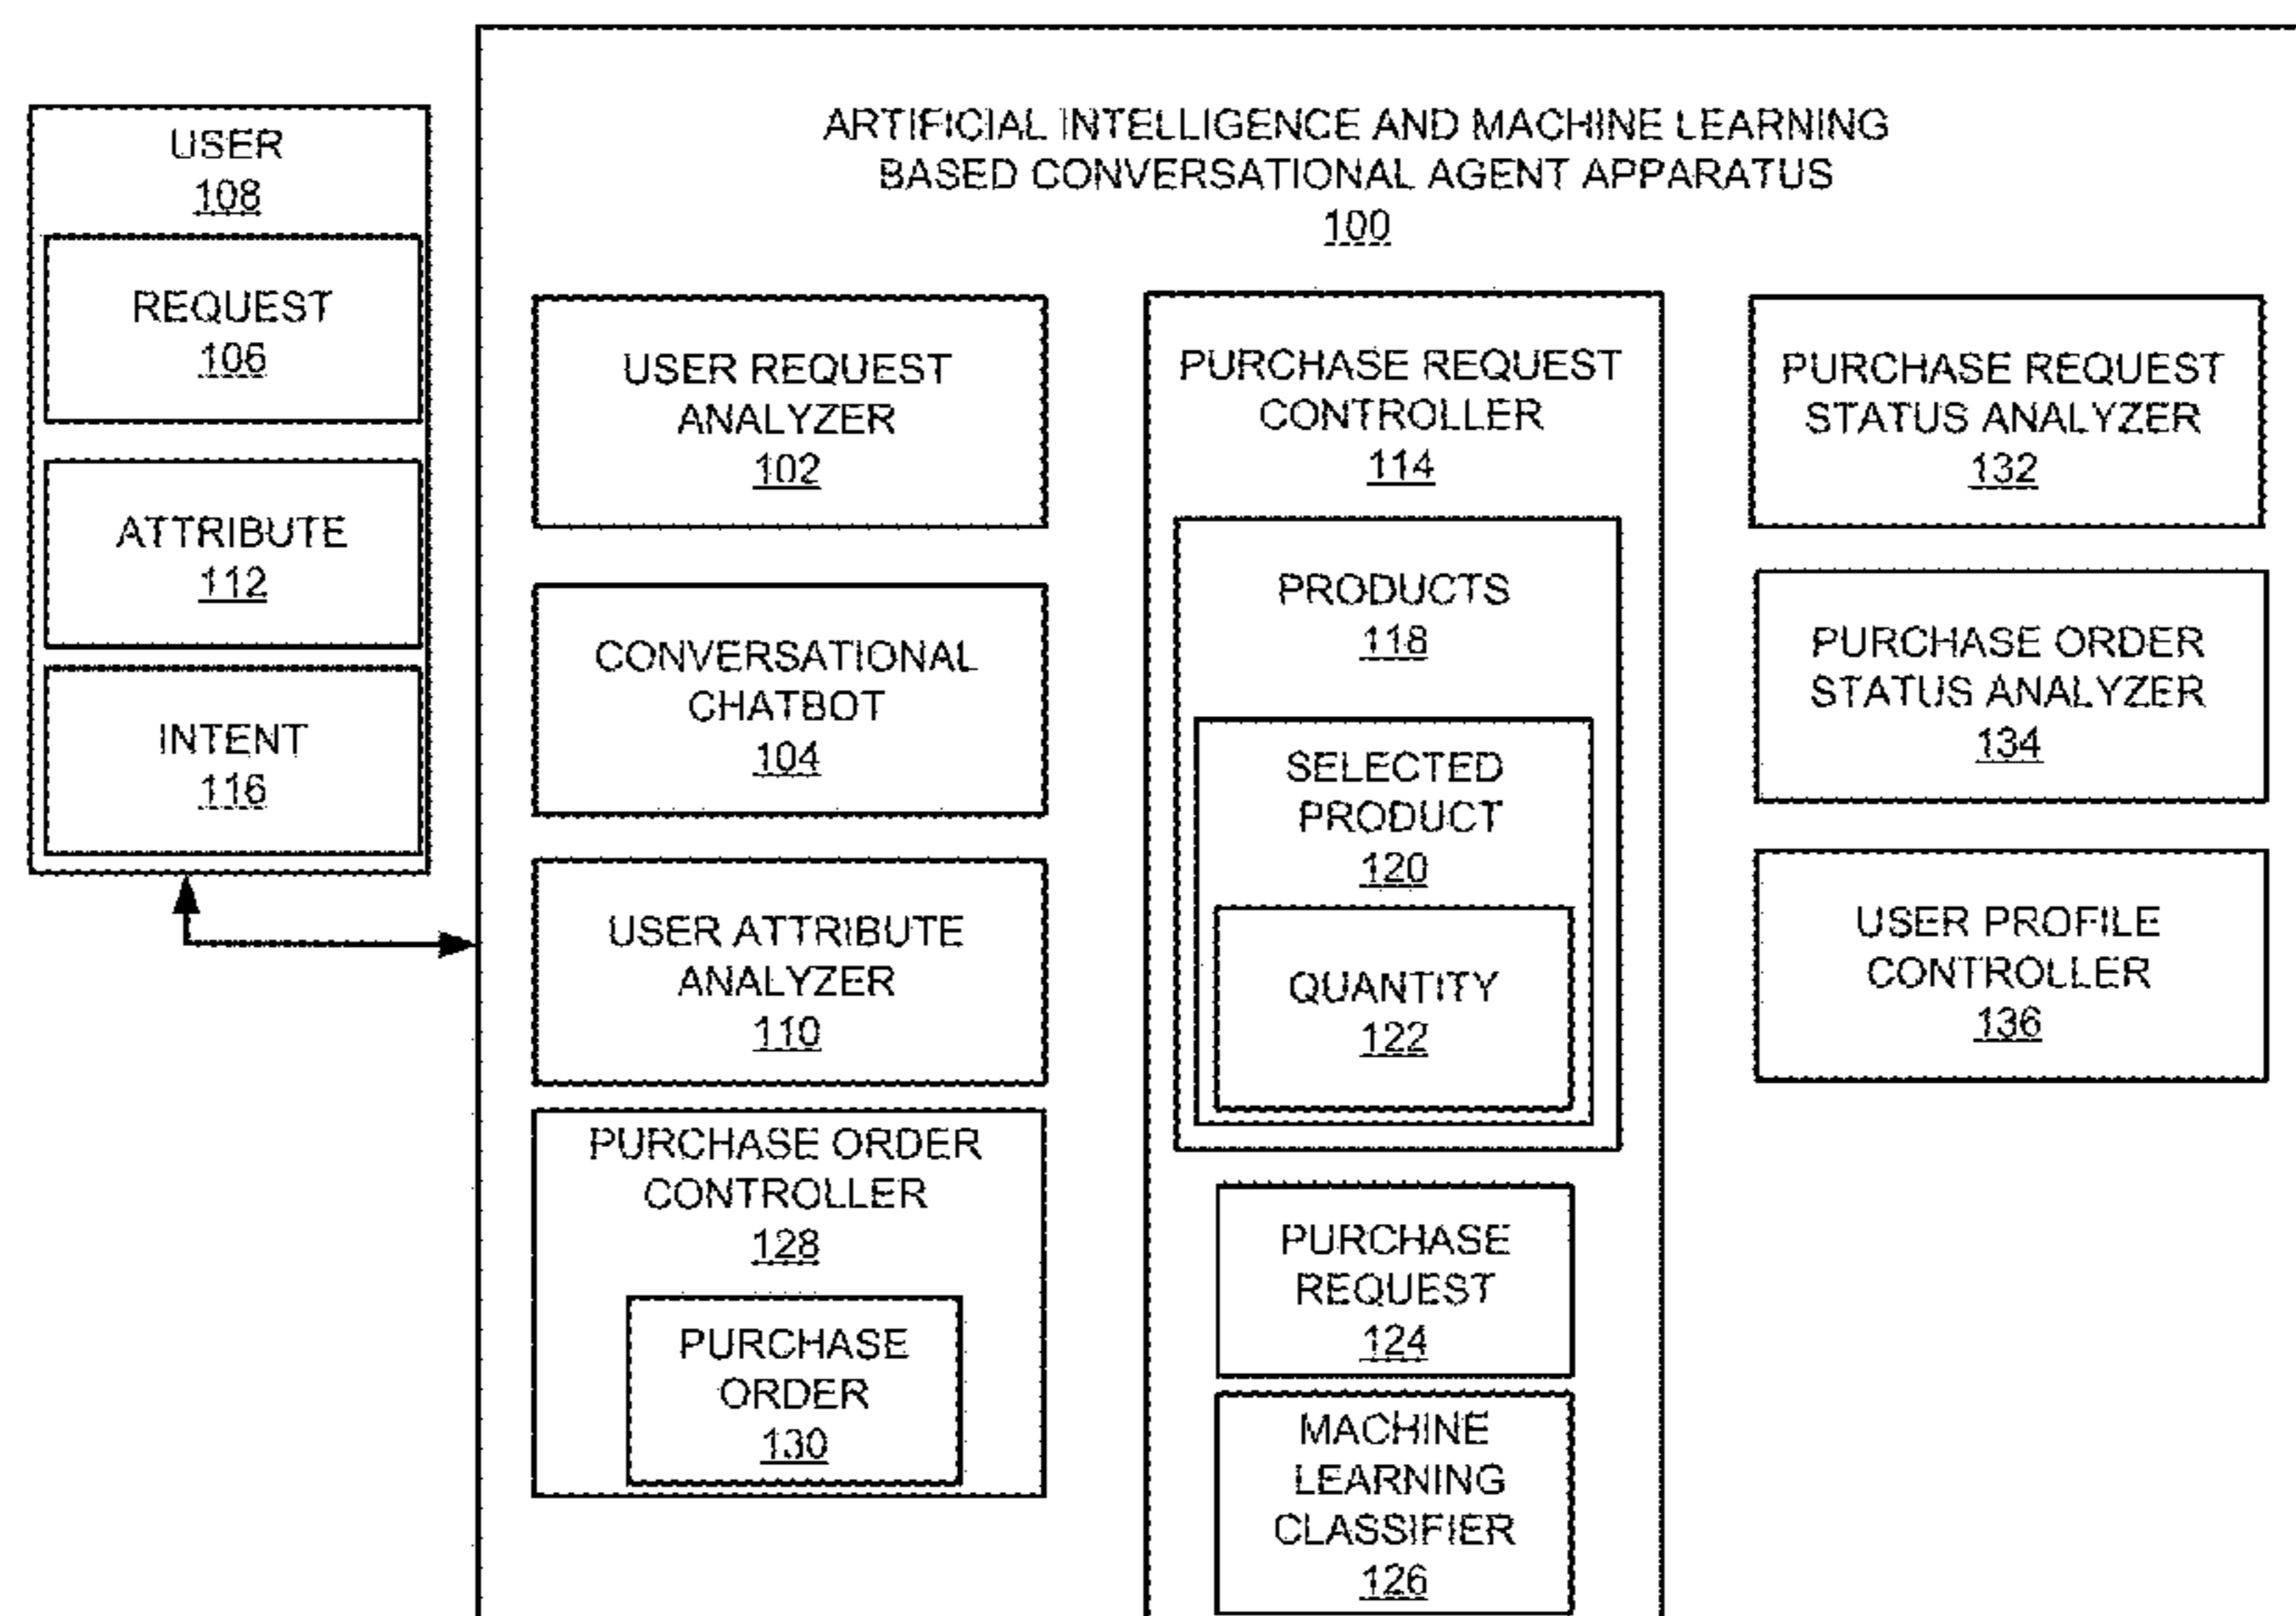 USER
108
REQUEST
106
ATTRIBUTE
112
INTENT
116
ARTIFICIAL INTELLIGENCE AND MACHINE LEARNING
BASED CONVERSATIONAL AGENT APPARATUS
100
USER REQUEST
ANALYZER
102
CONVERSATIONAL
CHATBOT
104
USER ATTRIBUTE
ANALYZER
110
PURCHASE ORDER
CONTROLLER
128
PURCHASE
ORDER
130
PURCHASE REQUEST
CONTROLLER
114
PRODUCTS
118
SELECTED
PRODUCT
120
QUANTITY
122
PURCHASE
REQUEST
124
MACHINE
LEARNING
CLASSIFIER
126
PURCHASE REQUEST
STATUS ANALYZER
132
PURCHASE ORDER
STATUS ANALYZER
134
USER PROFILE
CONTROLLER
136